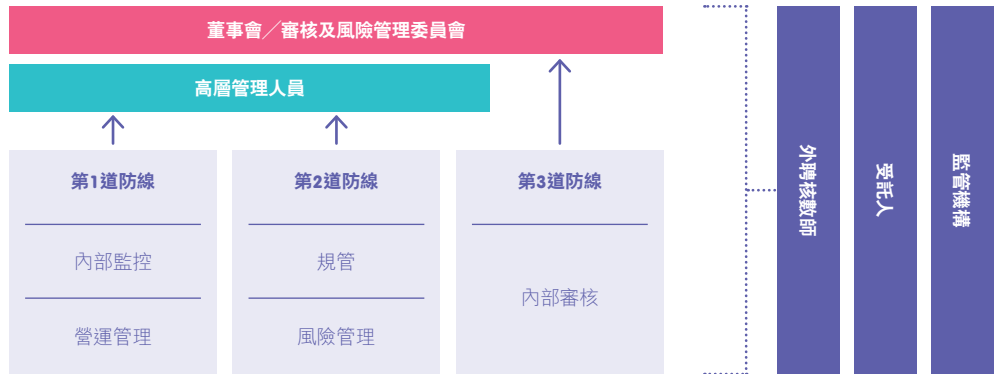 董事會／審核及風險管理委員會
高層管理人員
第1道防線
內部監控
營運管理
第2道防線
規管
風險管理
第3道防線
內部審核
外聘核數師
受託人
監管機構